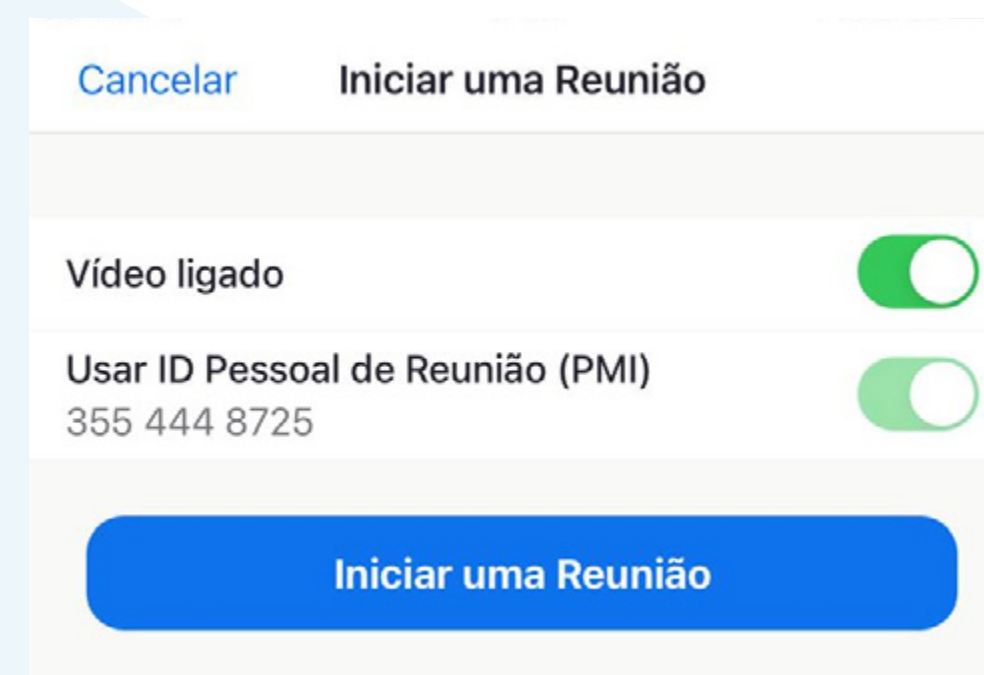 Cancelar Iniciar uma Reunião
Vídeo ligado
Usar ID Pessoal de Reunião (PMI)
355 444 8725
Iniciar uma Reunião